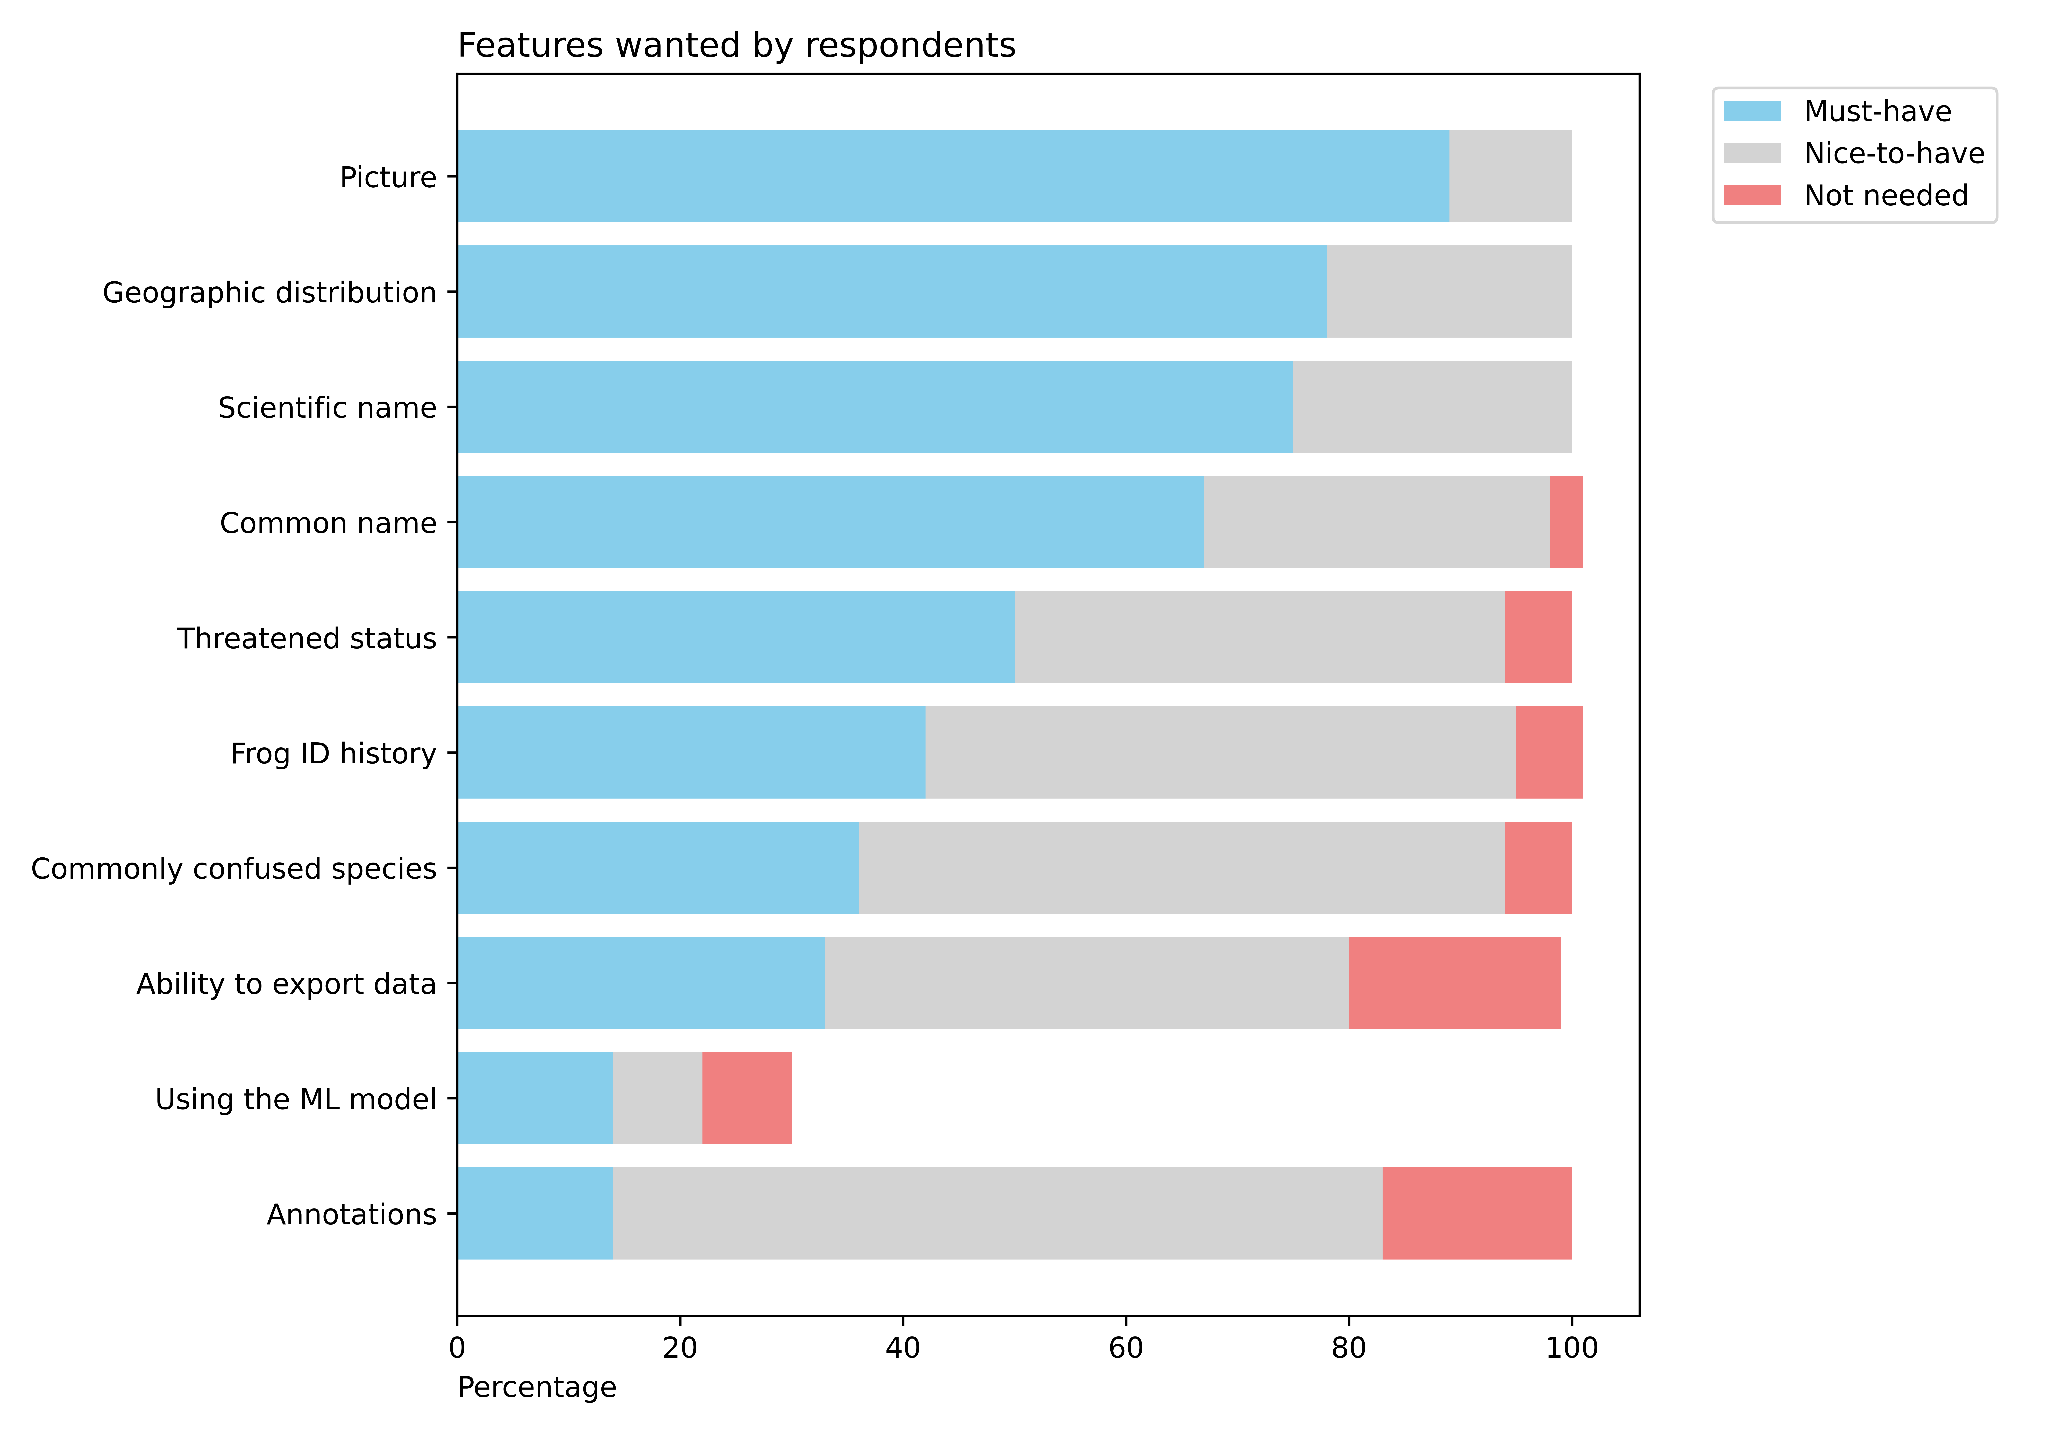 Features wanted by respondents
Must-have
Nice-to-have
Not needed
Picture
Geographic distribution
Scientific name
Common name
Threatened status
Frog ID history
Commonly confused species
Ability to export data
Using the ML model
Annotations
0 20 40 60 80 100
Percentage